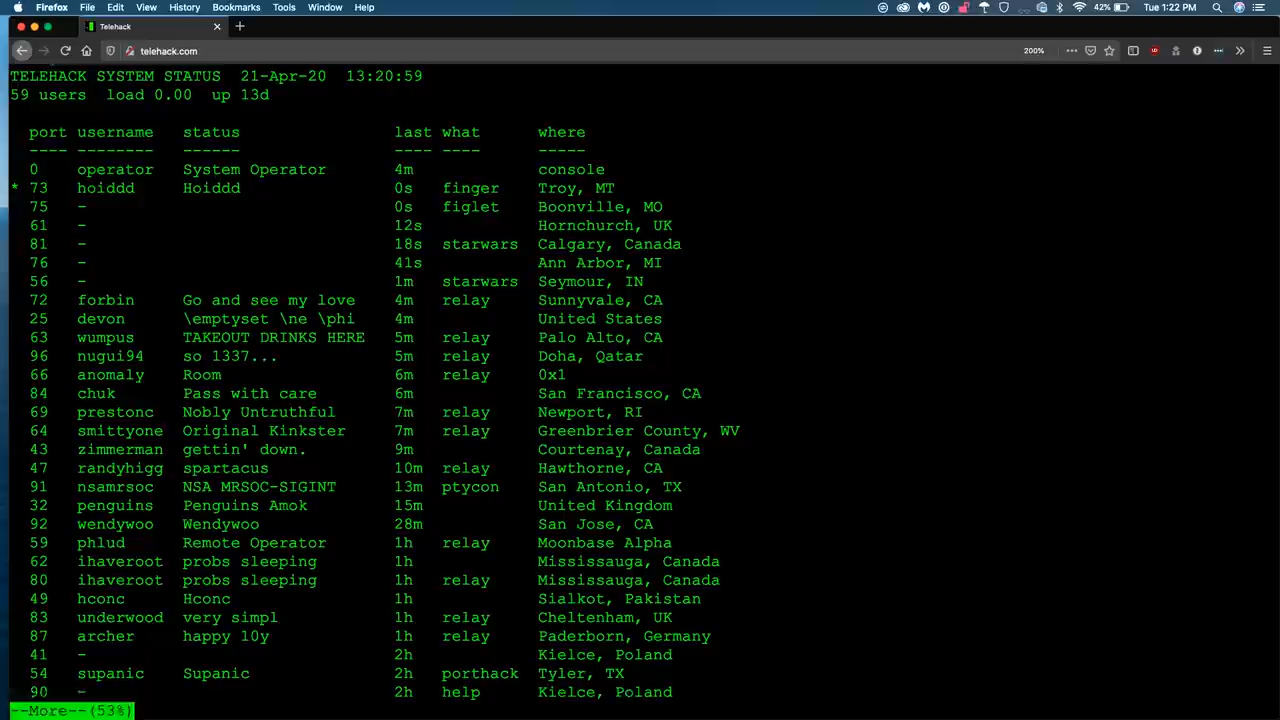 Firefox File Edit View History Bookmarks Tools Window Help 42% Tue 1:22 PM
Telehack
telehack.com 200%
TELEHACK SYSTEM STATUS 21-Apr-20 13:20:59
59 users load 0.00 up 13d
port username status last what where
---- -------- ------ ---- ---- -----
0 operator System Operator 4m console
* 73 hoiddd Hoiddd 0s finger Troy, MT
75 - 0s figlet Boonville, MO
61 - 12s Hornchurch, UK
81 - 18s starwars Calgary, Canada
76 - 41s Ann Arbor, MI
56 - 1m starwars Seymour, IN
72 forbin Go and see my love 4m relay Sunnyvale, CA
25 devon \emptyset \ne \phi 4m United States
63 wumpus TAKEOUT DRINKS HERE 5m relay Palo Alto, CA
96 nugui94 so 1337... 5m relay Doha, Qatar
66 anomaly Room 6m relay 0x1
84 chuk Pass with care 6m San Francisco, CA
69 prestonc Nobly Untruthful 7m relay Newport, RI
64 smittyone Original Kinkster 7m relay Greenbrier County, WV
43 zimmerman gettin' down. 9m Courtenay, Canada
47 randyhigg spartacus 10m relay Hawthorne, CA
91 nsamrsoc NSA MRSOC-SIGINT 13m ptycon San Antonio, TX
32 penguins Penguins Amok 15m United Kingdom
92 wendywoo Wendywoo 28m San Jose, CA
59 phlud Remote Operator 1h relay Moonbase Alpha
62 ihaveroot probs sleeping 1h Mississauga, Canada
80 ihaveroot probs sleeping 1h relay Mississauga, Canada
49 hconc Hconc 1h Sialkot, Pakistan
83 underwood very simpl 1h relay Cheltenham, UK
87 archer happy 10y 1h relay Paderborn, Germany
41 - 2h Kielce, Poland
54 supanic Supanic 2h porthack Tyler, TX
90 - 2h help Kielce, Poland
--More--(53%)